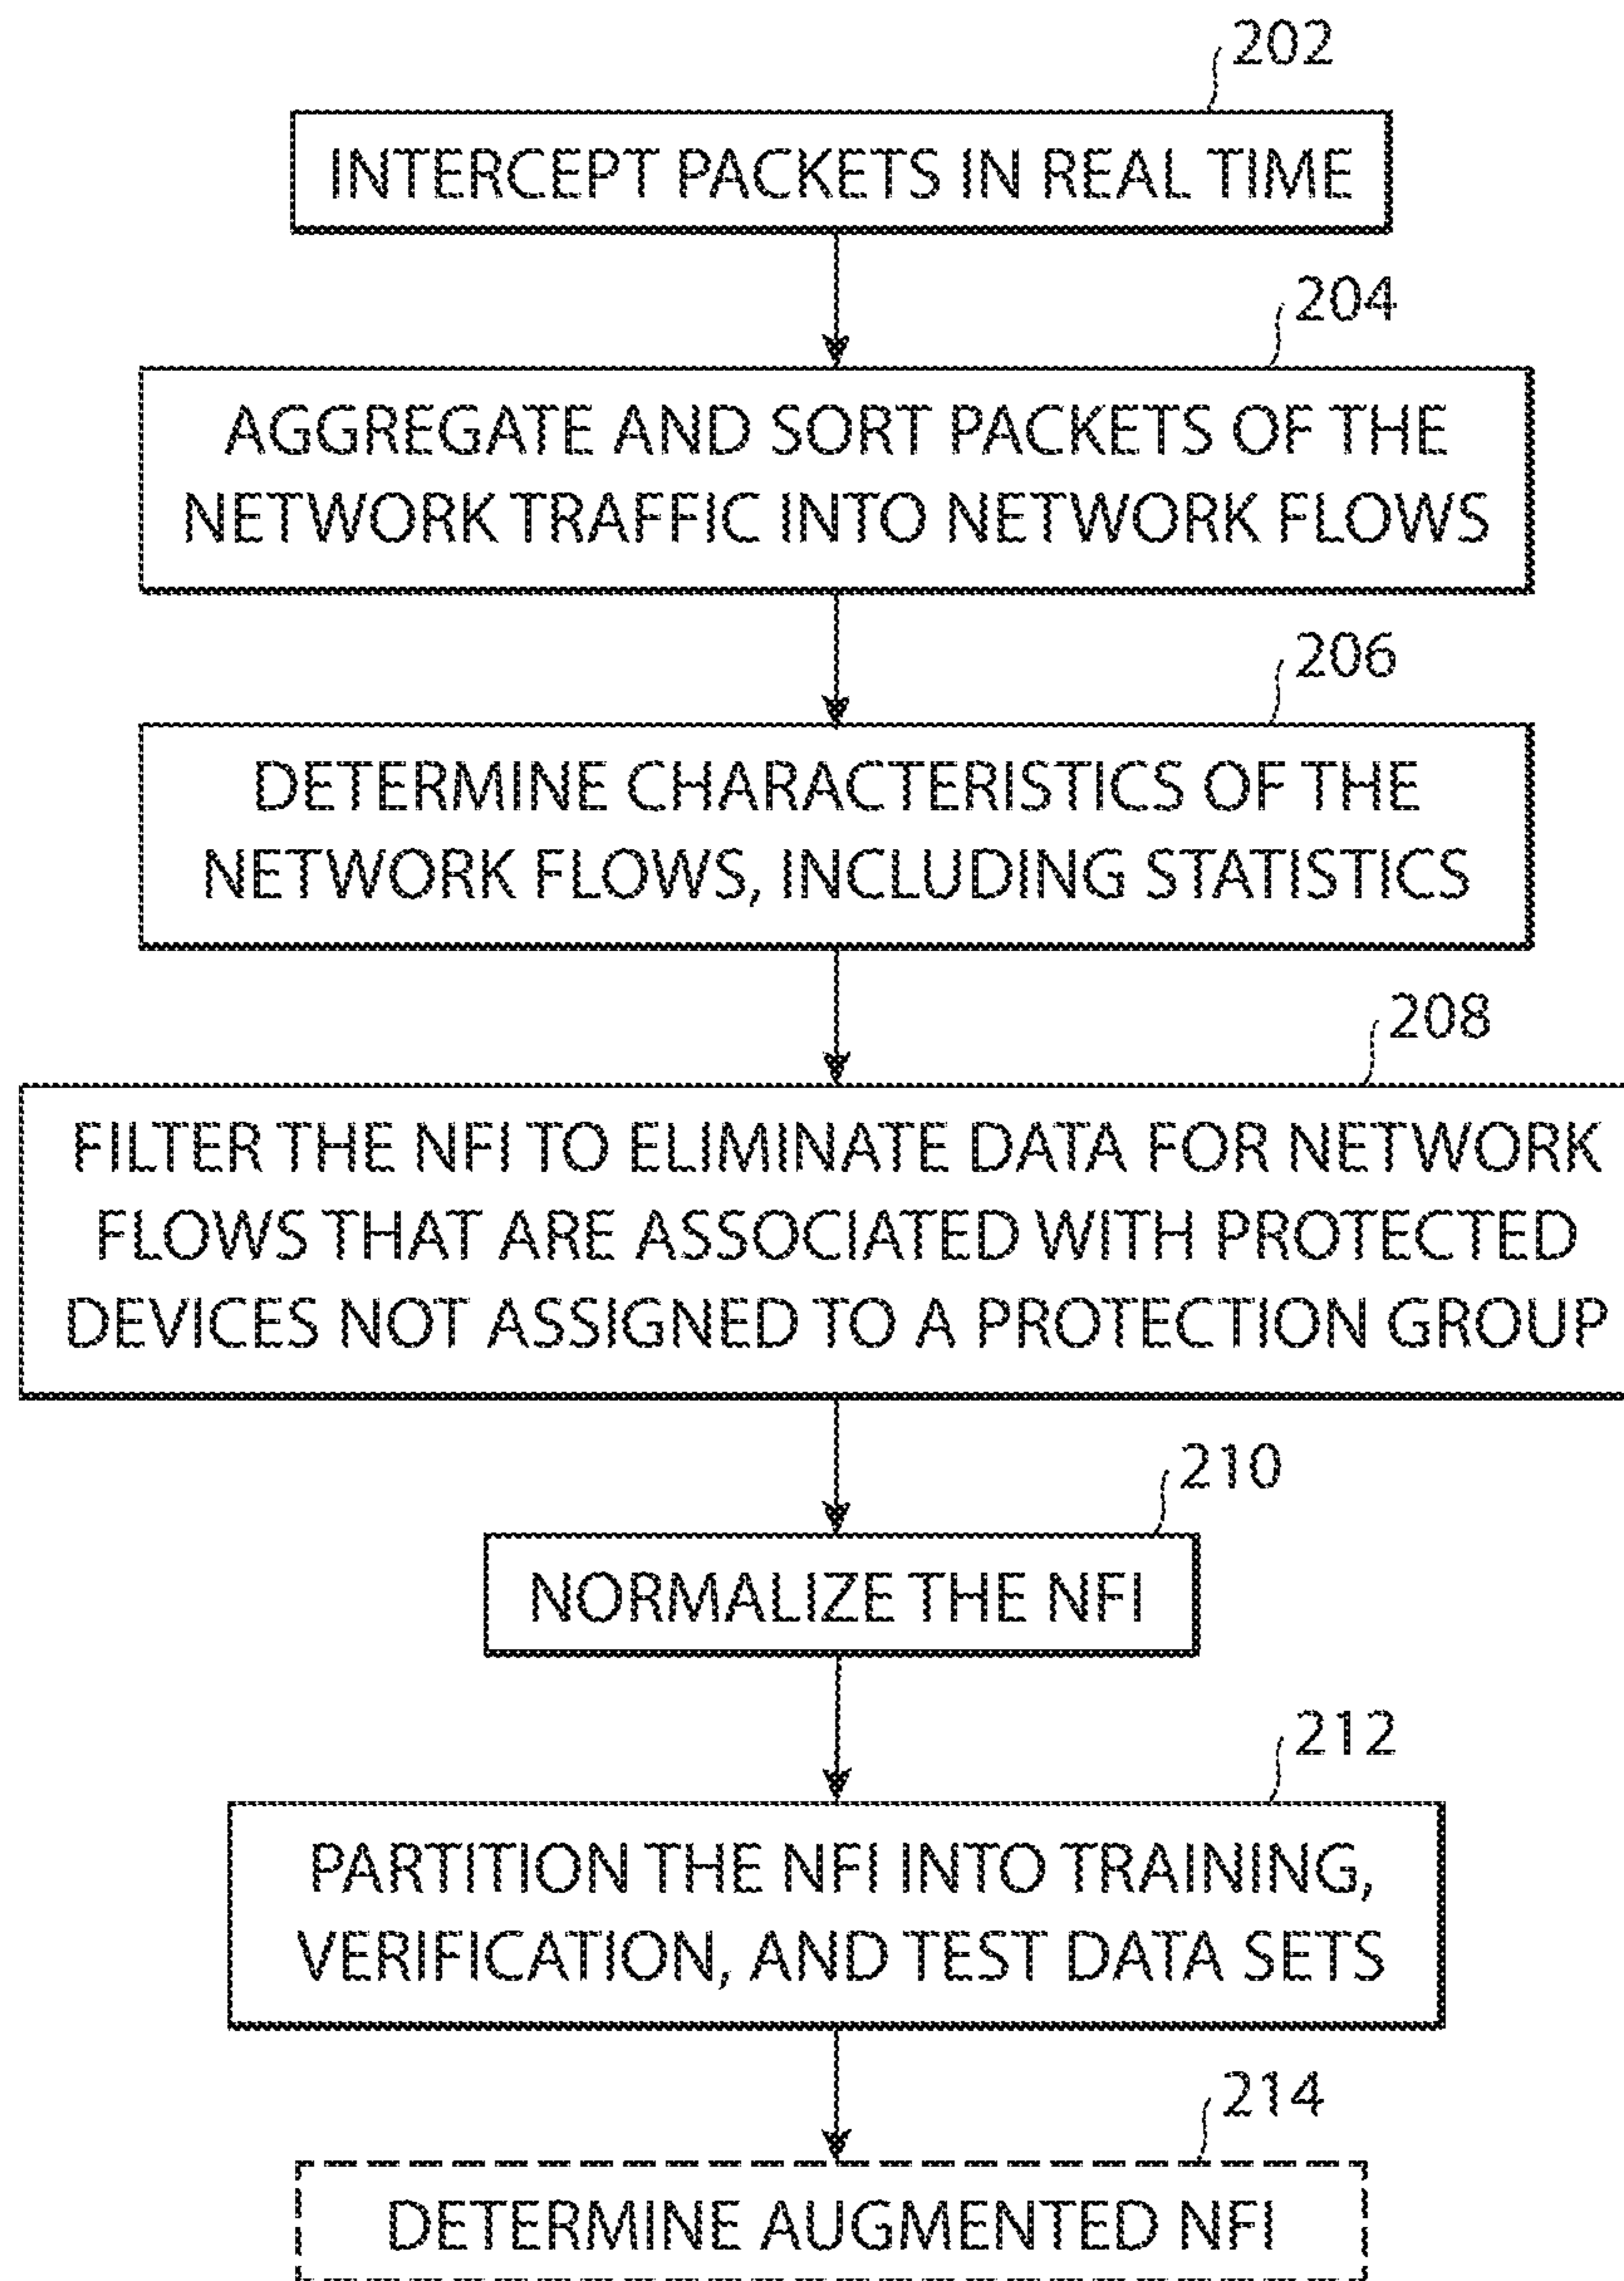 202
INTERCEPT PACKETS IN REAL TIME
204
AGGREGATE AND SORT PACKETS OF THE
NETWORK TRAFFIC INTO NETWORK FLOWS
206
DETERMINE CHARACTERISTICS OF THE
NETWORK FLOWS, INCLUDING STATISTICS
208
FILTER THE NFI TO ELIMINATE DATA FOR NETWORK
FLOWS THAT ARE ASSOCIATED WITH PROTECTED
DEVICES NOT ASSIGNED TO A PROTECTION GROUP
210
NORMALIZE THE NFI
212
PARTITION THE NFI INTO TRAINING,
VERIFICATION, AND TEST DATA SETS
214
DETERMINE AUGMENTED NFI